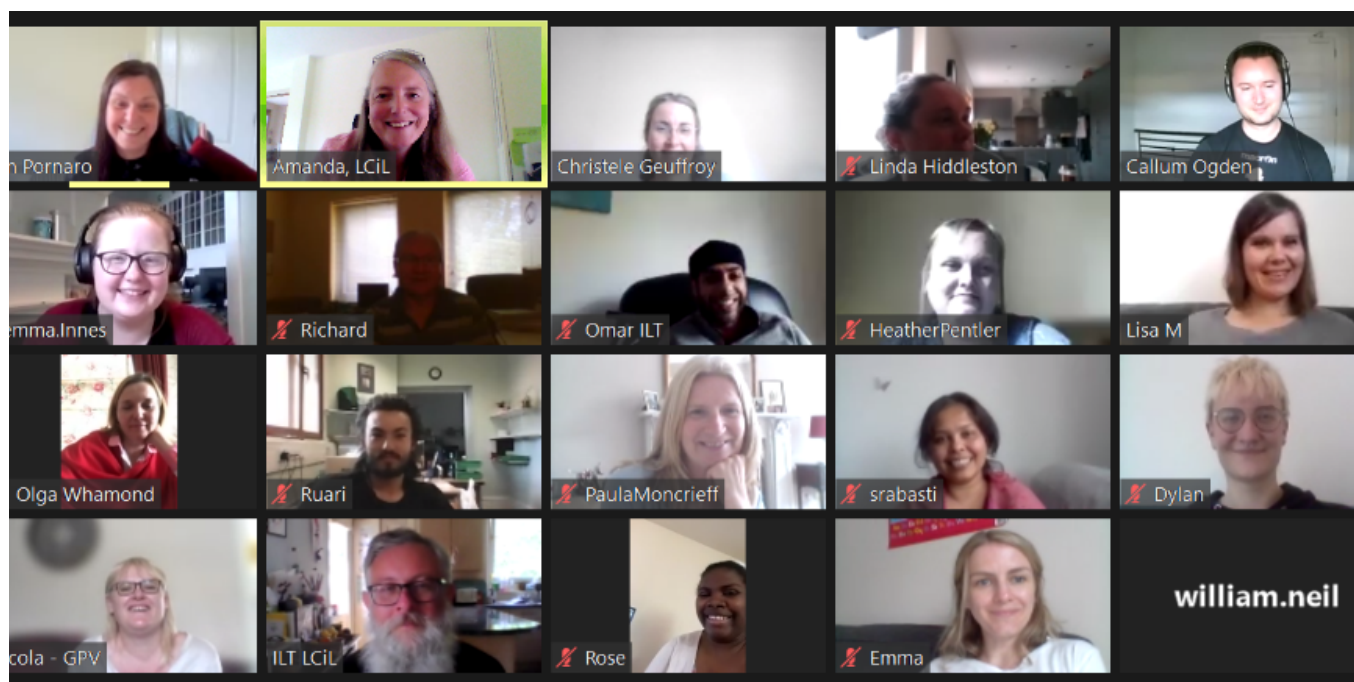 n Pornaro
Amanda, LCiL
Christele Geuffroy
Linda Hiddleston
Callum Ogden
emma.Innes
Richard
Omar ILT
HeatherPentler
Lisa M
Olga Whamond
Ruari
PaulaMoncrieff
srabasti
Dylan
cola - GPV
ILT LCiL
Rose
Emma
william.neil